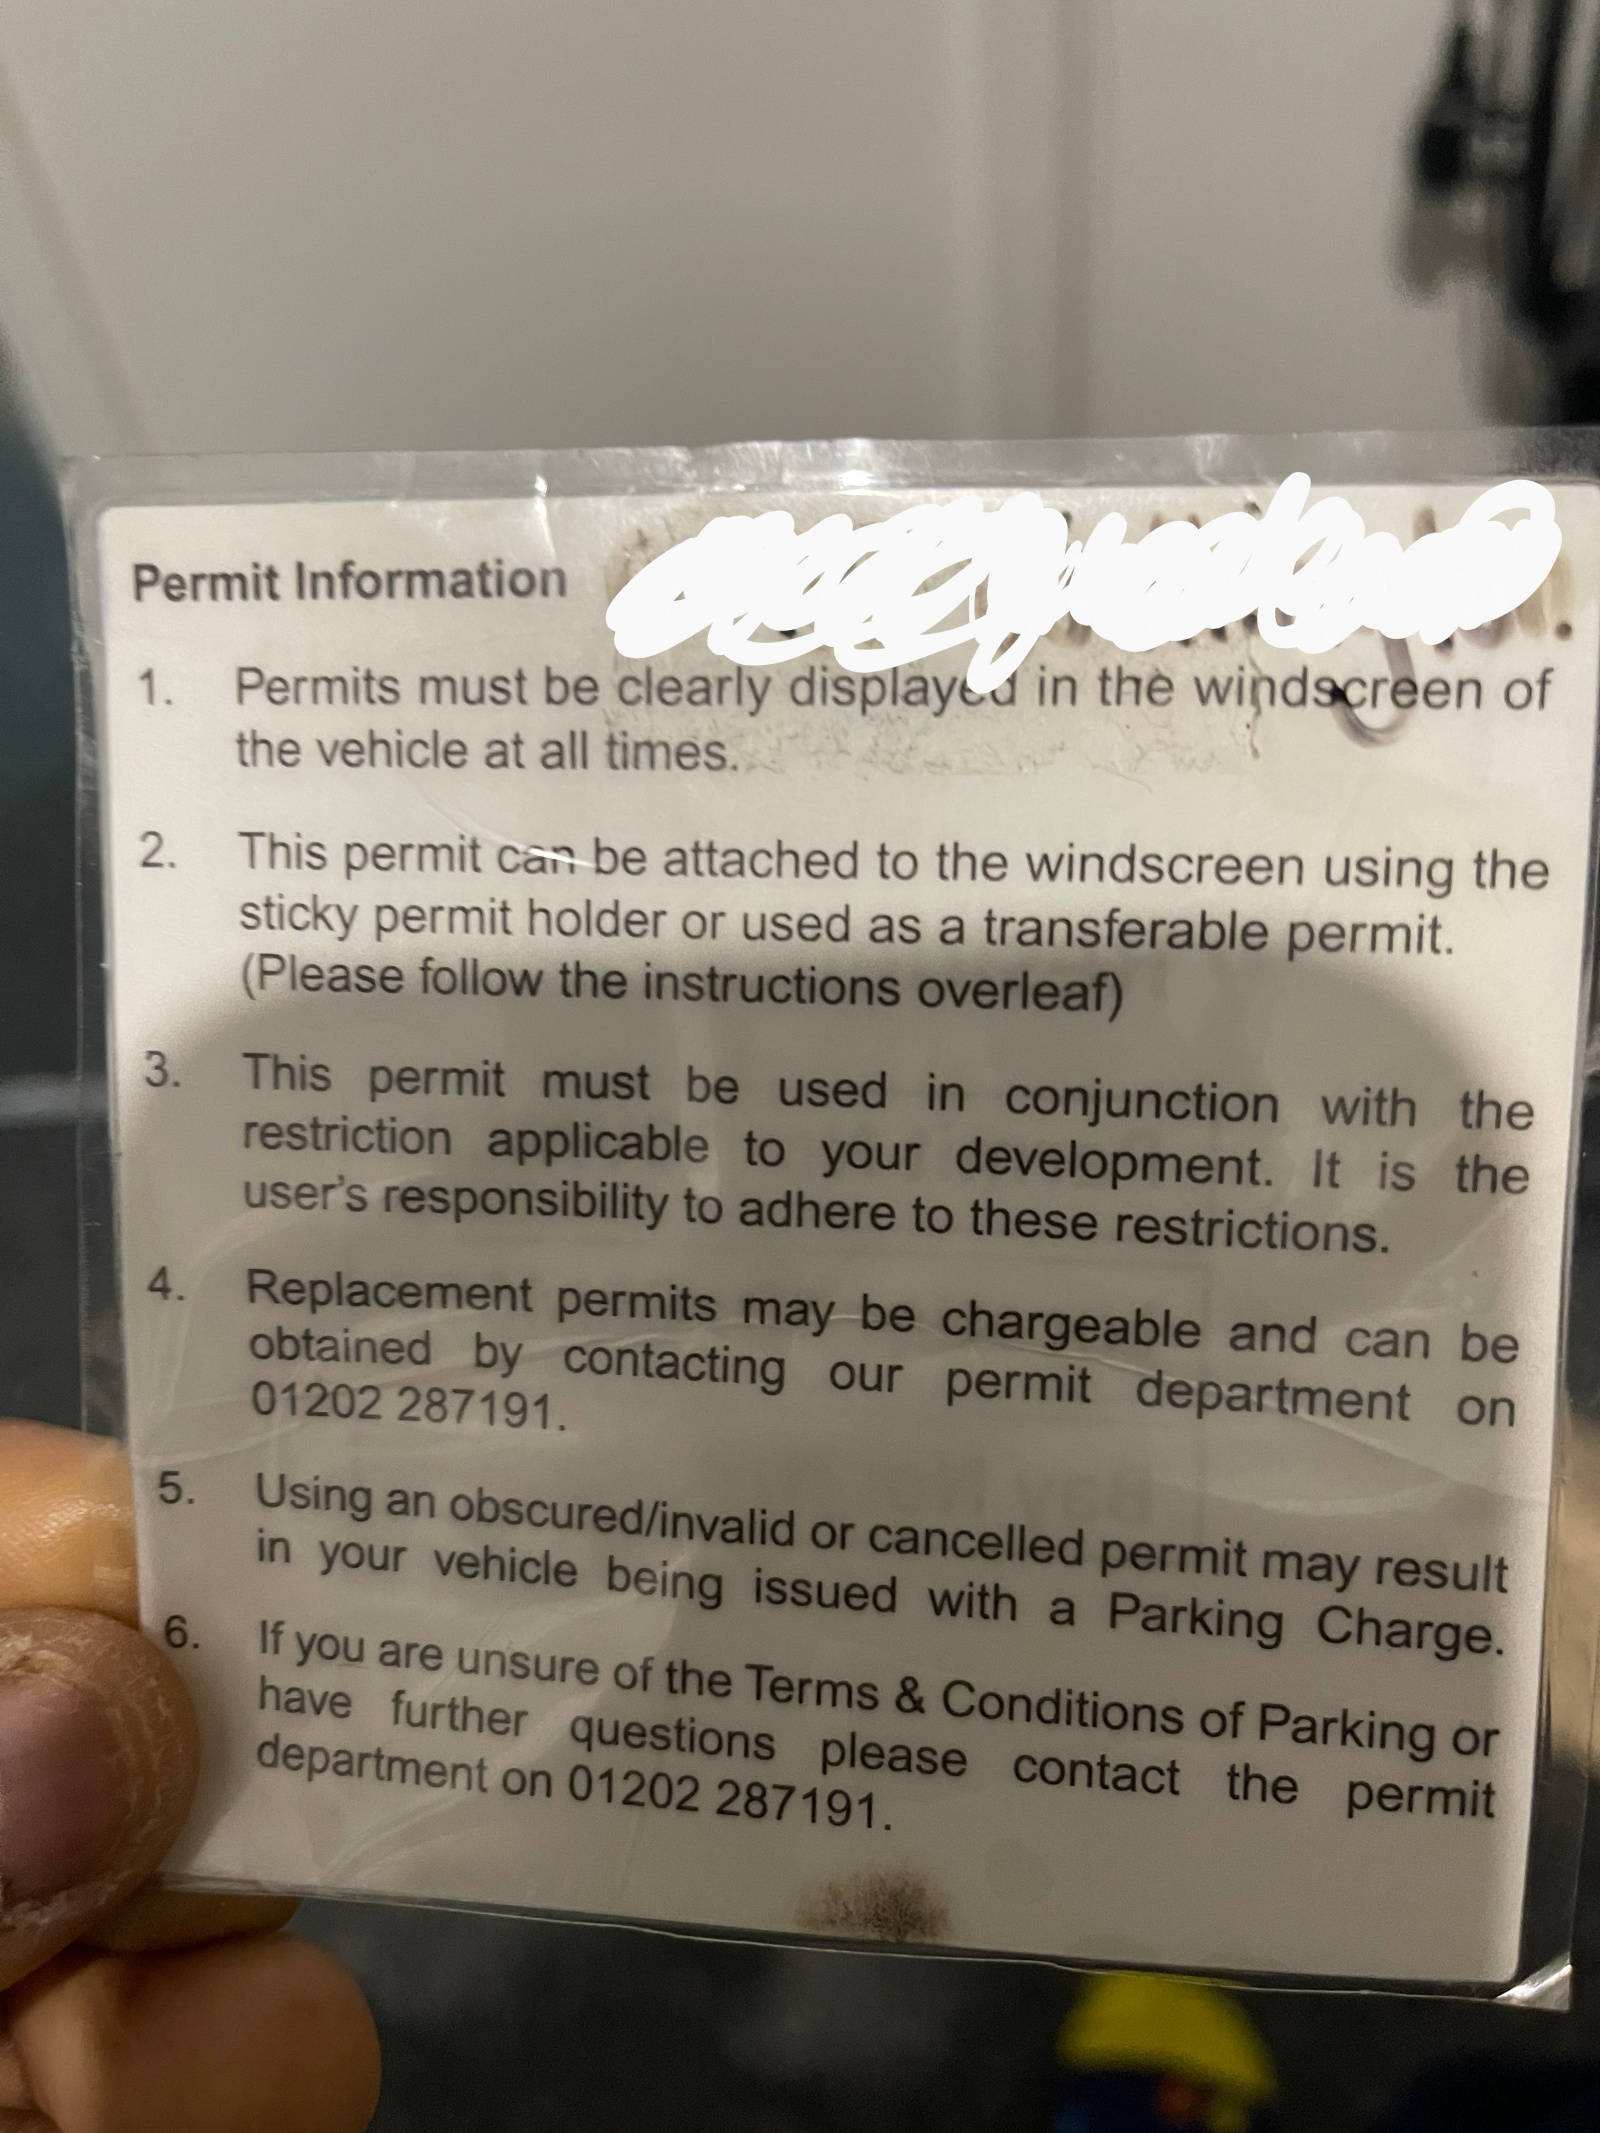 Permit Information
1. Permits must be clearly displayed in the windscreen of
the vehicle at all times.
2. This permit can be attached to the windscreen using the
sticky permit holder or used as a transferable permit.
(Please follow the instructions overleaf)
3. This permit must be used in conjunction with the
restriction applicable to your development. It is the
user's responsibility to adhere to these restrictions.
4. Replacement permits may be chargeable and can be
obtained by contacting our permit department on
01202 287191.
5. Using an obscured/invalid or cancelled permit may result
in your vehicle being issued with a Parking Charge.
6. If you are unsure of the Terms & Conditions of Parking or
have further questions please contact the permit
department on 01202 287191.